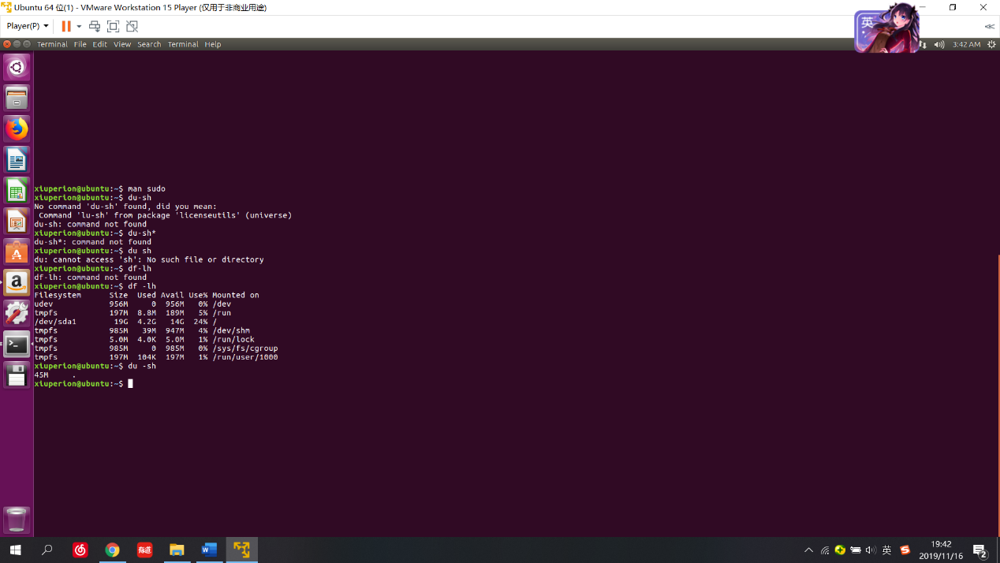 Ubuntu 64 位(1) - VMware Workstation 15 Player (仅用于非商业用途)
Player(P)
英
Terminal File Edit View Search Terminal Help
3:42 AM
xiuperion@ubuntu:~$ man sudo
xiuperion@ubuntu:~$ du-sh
No command 'du-sh' found, did you mean:
 Command 'lu-sh' from package 'licenseutils' (universe)
du-sh: command not found
xiuperion@ubuntu:~$ du-sh*
du-sh*: command not found
xiuperion@ubuntu:~$ du sh
du: cannot access 'sh': No such file or directory
xiuperion@ubuntu:~$ df-lh
df-lh: command not found
xiuperion@ubuntu:~$ df -lh
Filesystem      Size  Used Avail Use% Mounted on
udev            956M     0  956M   0% /dev
tmpfs           197M  8.8M  189M   5% /run
/dev/sda1        19G  4.2G   14G  24% /
tmpfs           985M   39M  947M   4% /dev/shm
tmpfs           5.0M  4.0K  5.0M   1% /run/lock
tmpfs           985M     0  985M   0% /sys/fs/cgroup
tmpfs           197M  104K  197M   1% /run/user/1000
xiuperion@ubuntu:~$ du -sh
45M     .
xiuperion@ubuntu:~$
有道
英
19:42
2019/11/16
2